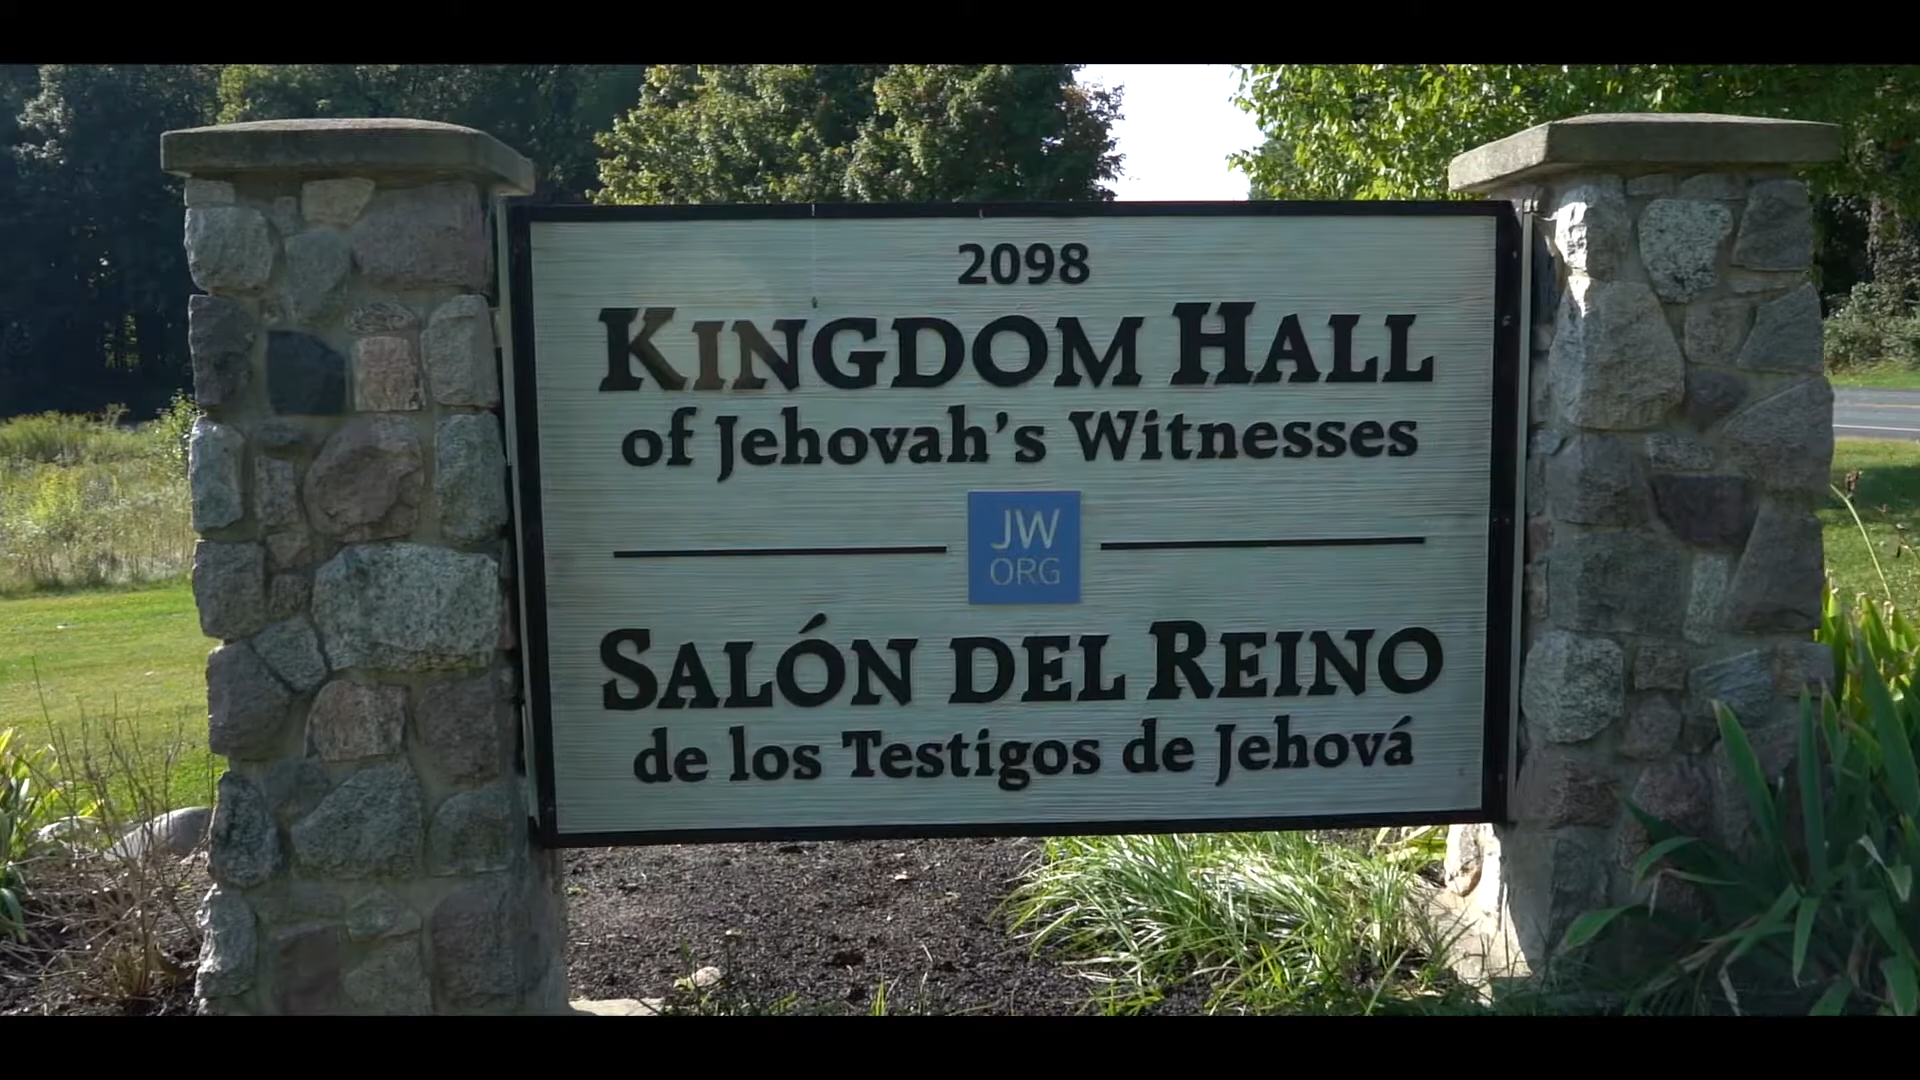 2098
KINGDOM HALL
of Jehovah's Witnesses
JW
ORG
SALÓN DEL REINO
de los Testigos de Jehová